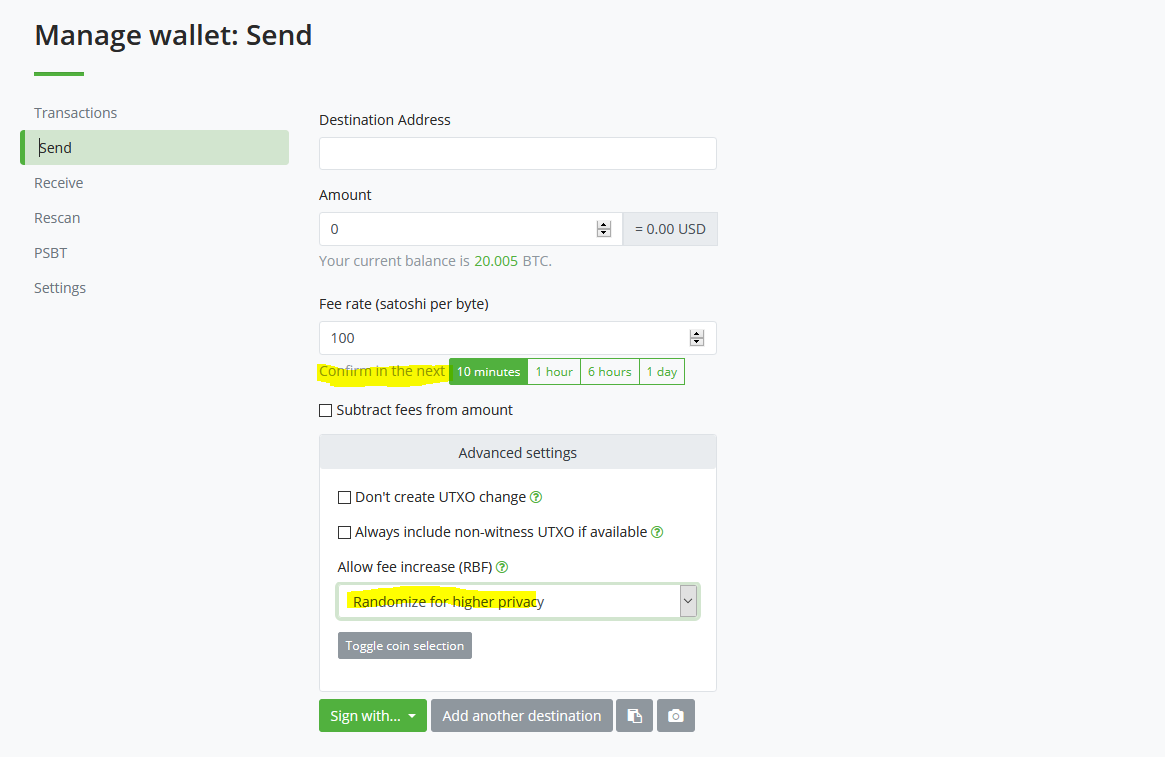 Manage wallet: Send
Transactions
Send
Receive
Rescan
PSBT
Settings
Destination Address
Amount
0 = 0.00 USD
Your current balance is 20.005 BTC.
Fee rate (satoshi per byte)
100
Confirm in the next 10 minutes 1 hour 6 hours 1 day
Subtract fees from amount
Advanced settings
Don't create UTXO change ?
Always include non-witness UTXO if available ?
Allow fee increase (RBF) ?
Randomize for higher privacy
Toggle coin selection
Sign with... Add another destination